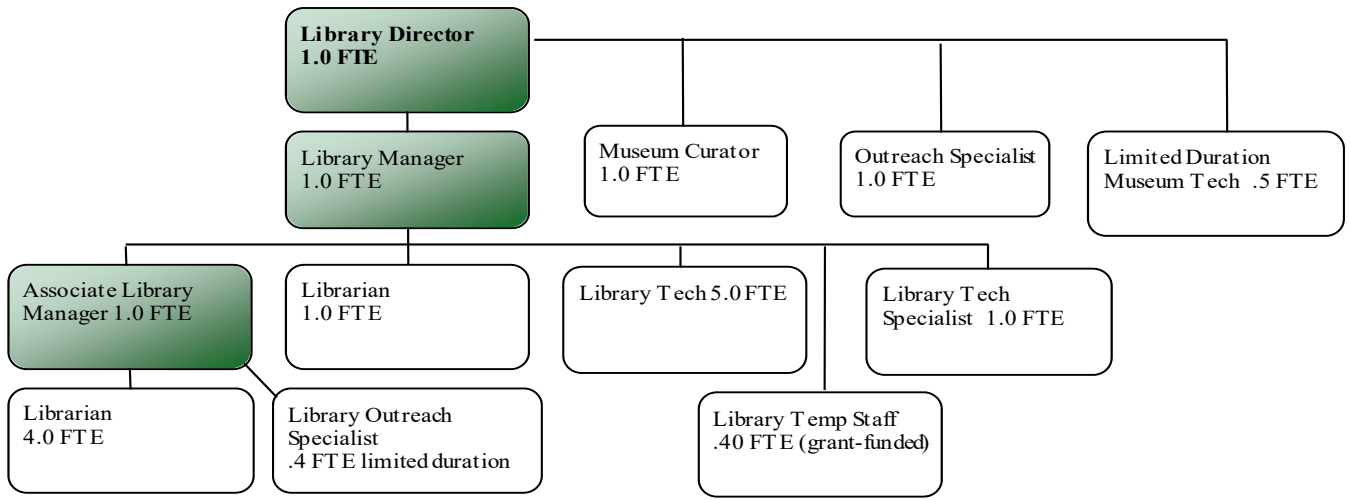 Library Director
1.0 FTE
Library Manager
1.0 FTE
Museum Curator
1.0 FTE
Outreach Specialist
1.0 FTE
Limited Duration
Museum Tech .5 FTE
Associate Library
Manager 1.0 FTE
Librarian
1.0 FTE
Library Tech 5.0 FTE
Library Tech
Specialist 1.0 FTE
Librarian
4.0 FTE
Library Outreach
Specialist
.4 FTE limited duration
Library Temp Staff
.40 FTE (grant-funded)